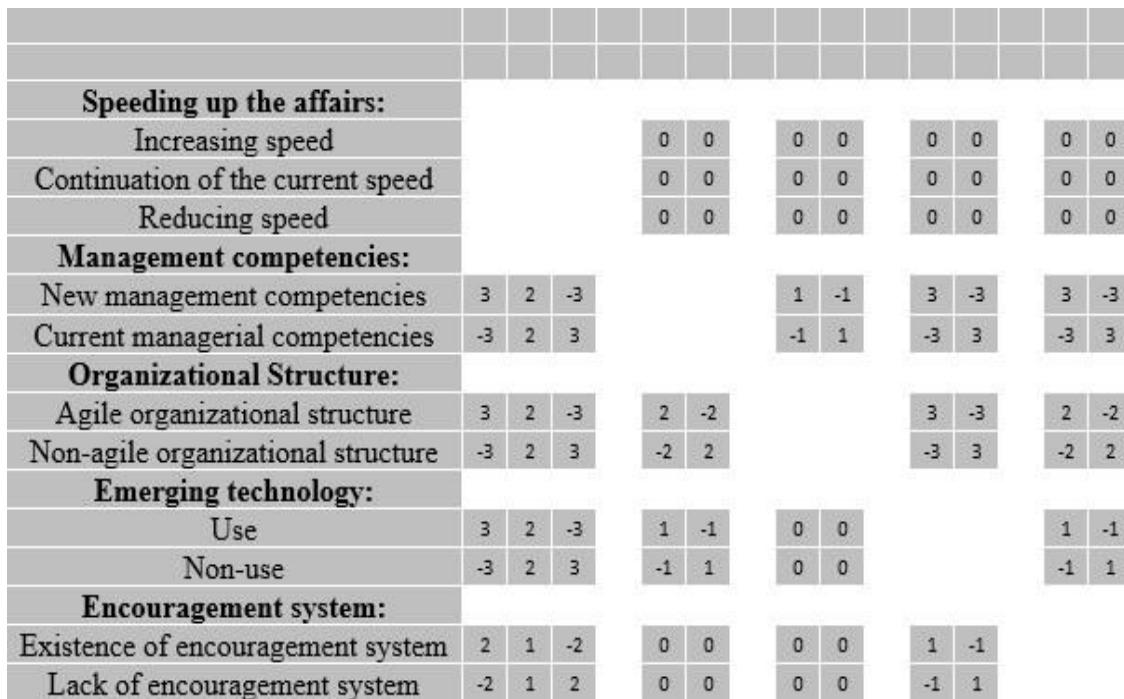 Speeding up the affairs:
Increasing speed 0 0 0 0 0 0 0 0
Continuation of the current speed 0 0 0 0 0 0 0 0
Reducing speed 0 0 0 0 0 0 0 0
Management competencies:
New management competencies 3 2 -3 1 -1 3 -3 3 -3
Current managerial competencies -3 2 3 -1 1 -3 3 -3 3
Organizational Structure:
Agile organizational structure 3 2 -3 2 -2 3 -3 2 -2
Non-agile organizational structure -3 2 3 -2 2 -3 3 -2 2
Emerging technology:
Use 3 2 -3 1 -1 0 0 1 -1
Non-use -3 2 3 -1 1 0 0 -1 1
Encouragement system:
Existence of encouragement system 2 1 -2 0 0 0 0 1 -1
Lack of encouragement system -2 1 2 0 0 0 0 -1 1